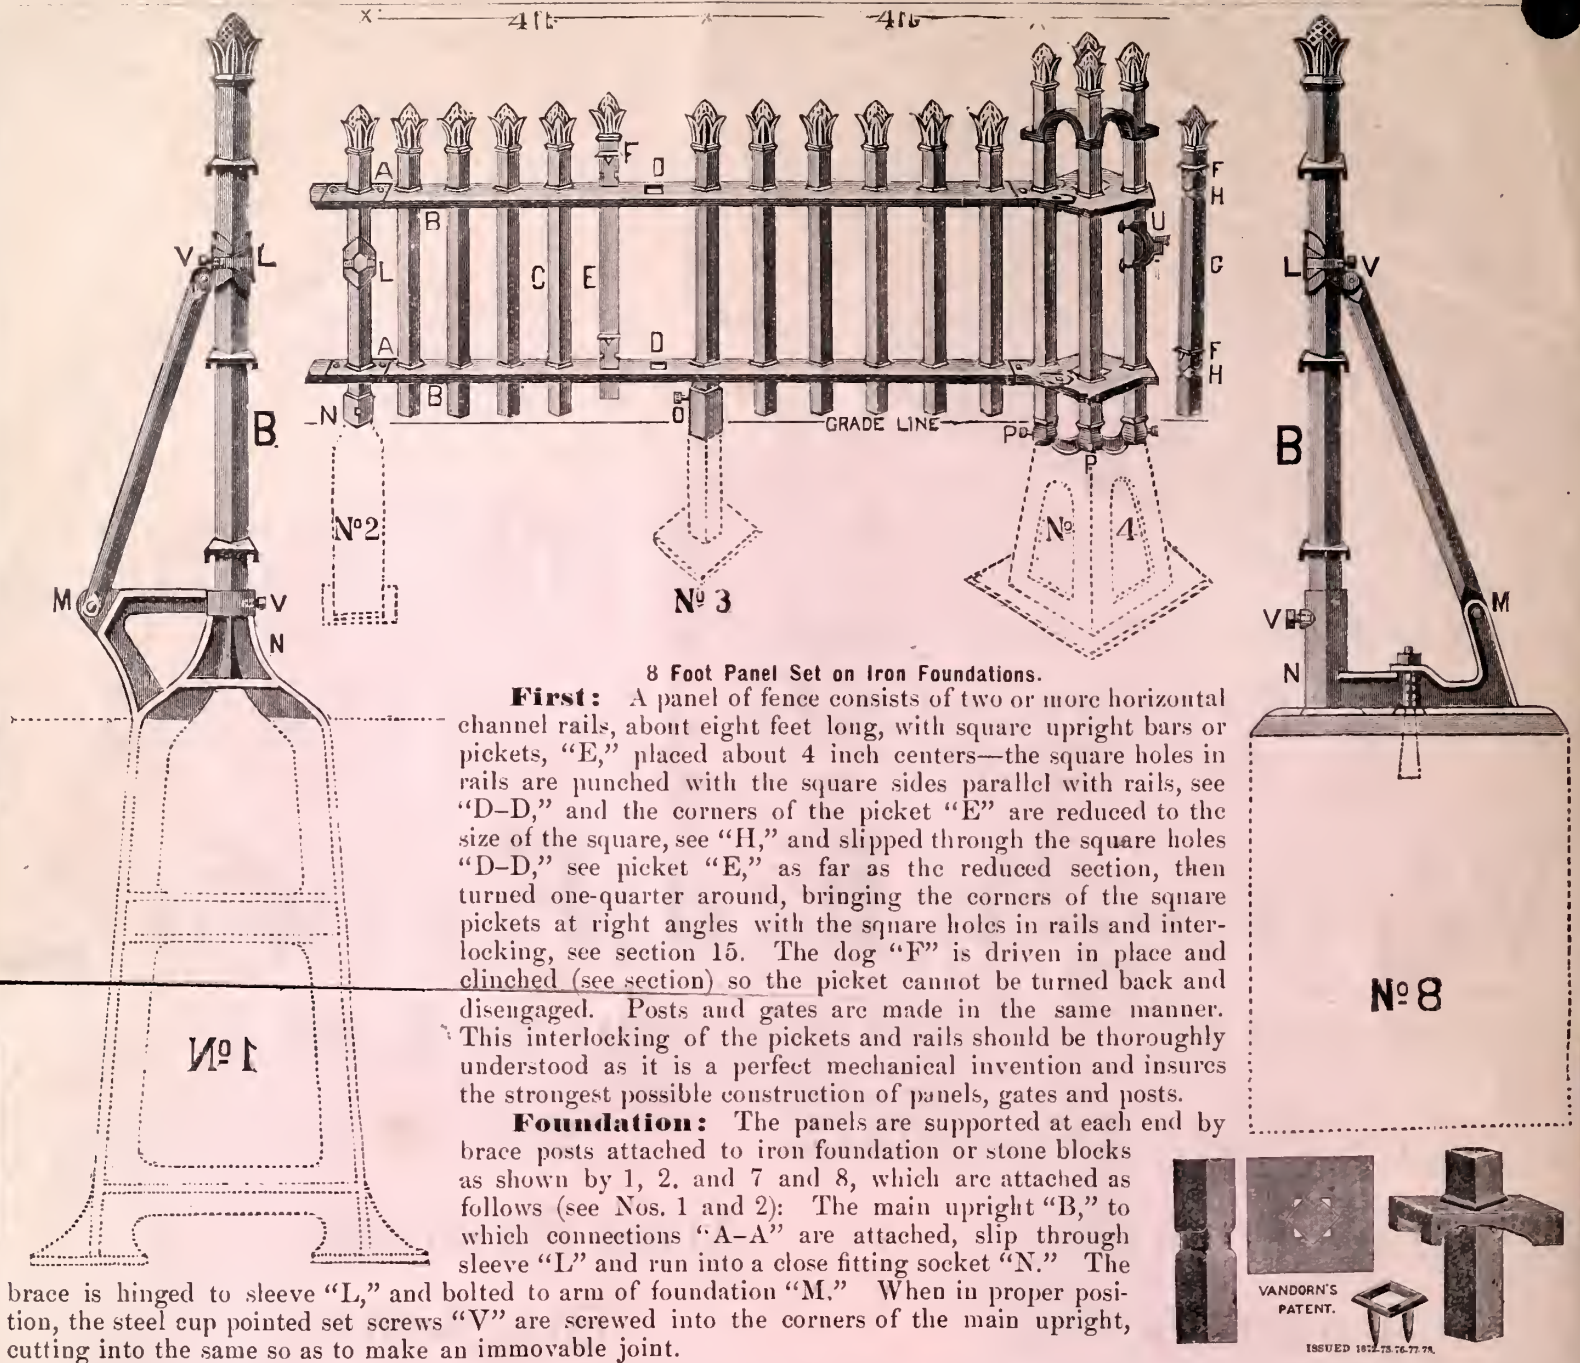 X 4 ft. x 4 ft.
A
B
C
E
F
D
L
A
B
D
N
O
GRADE LINE
U
P
P
F
H
G
F
H
V
L
B
M
V
N
L
V
B
V
M
N
Nº 2
Nº 3
Nº 4
Nº 1
Nº 8
8 Foot Panel Set on Iron Foundations.
First: A panel of fence consists of two or more horizontal
channel rails, about eight feet long, with square upright bars or
pickets, “E,” placed about 4 inch centers—the square holes in
rails are punched with the square sides parallel with rails, see
“D–D,” and the corners of the picket “E” are reduced to the
size of the square, see “H,” and slipped through the square holes
“D–D,” see picket “E,” as far as the reduced section, then
turned one-quarter around, bringing the corners of the square
pickets at right angles with the square holes in rails and inter-
locking, see section 15. The dog “F” is driven in place and
clinched (see section) so the picket cannot be turned back and
disengaged. Posts and gates are made in the same manner.
This interlocking of the pickets and rails should be thoroughly
understood as it is a perfect mechanical invention and insures
the strongest possible construction of panels, gates and posts.
Foundation: The panels are supported at each end by
brace posts attached to iron foundation or stone blocks
as shown by 1, 2. and 7 and 8, which are attached as
follows (see Nos. 1 and 2): The main upright “B,” to
which connections “A–A” are attached, slip through
sleeve “L” and run into a close fitting socket “N.” The
brace is hinged to sleeve “L,” and bolted to arm of foundation “M.” When in proper posi-
tion, the steel cup pointed set screws “V” are screwed into the corners of the main upright,
cutting into the same so as to make an immovable joint.
VANDORN'S
PATENT.
ISSUED 1872-75-76-77-78.